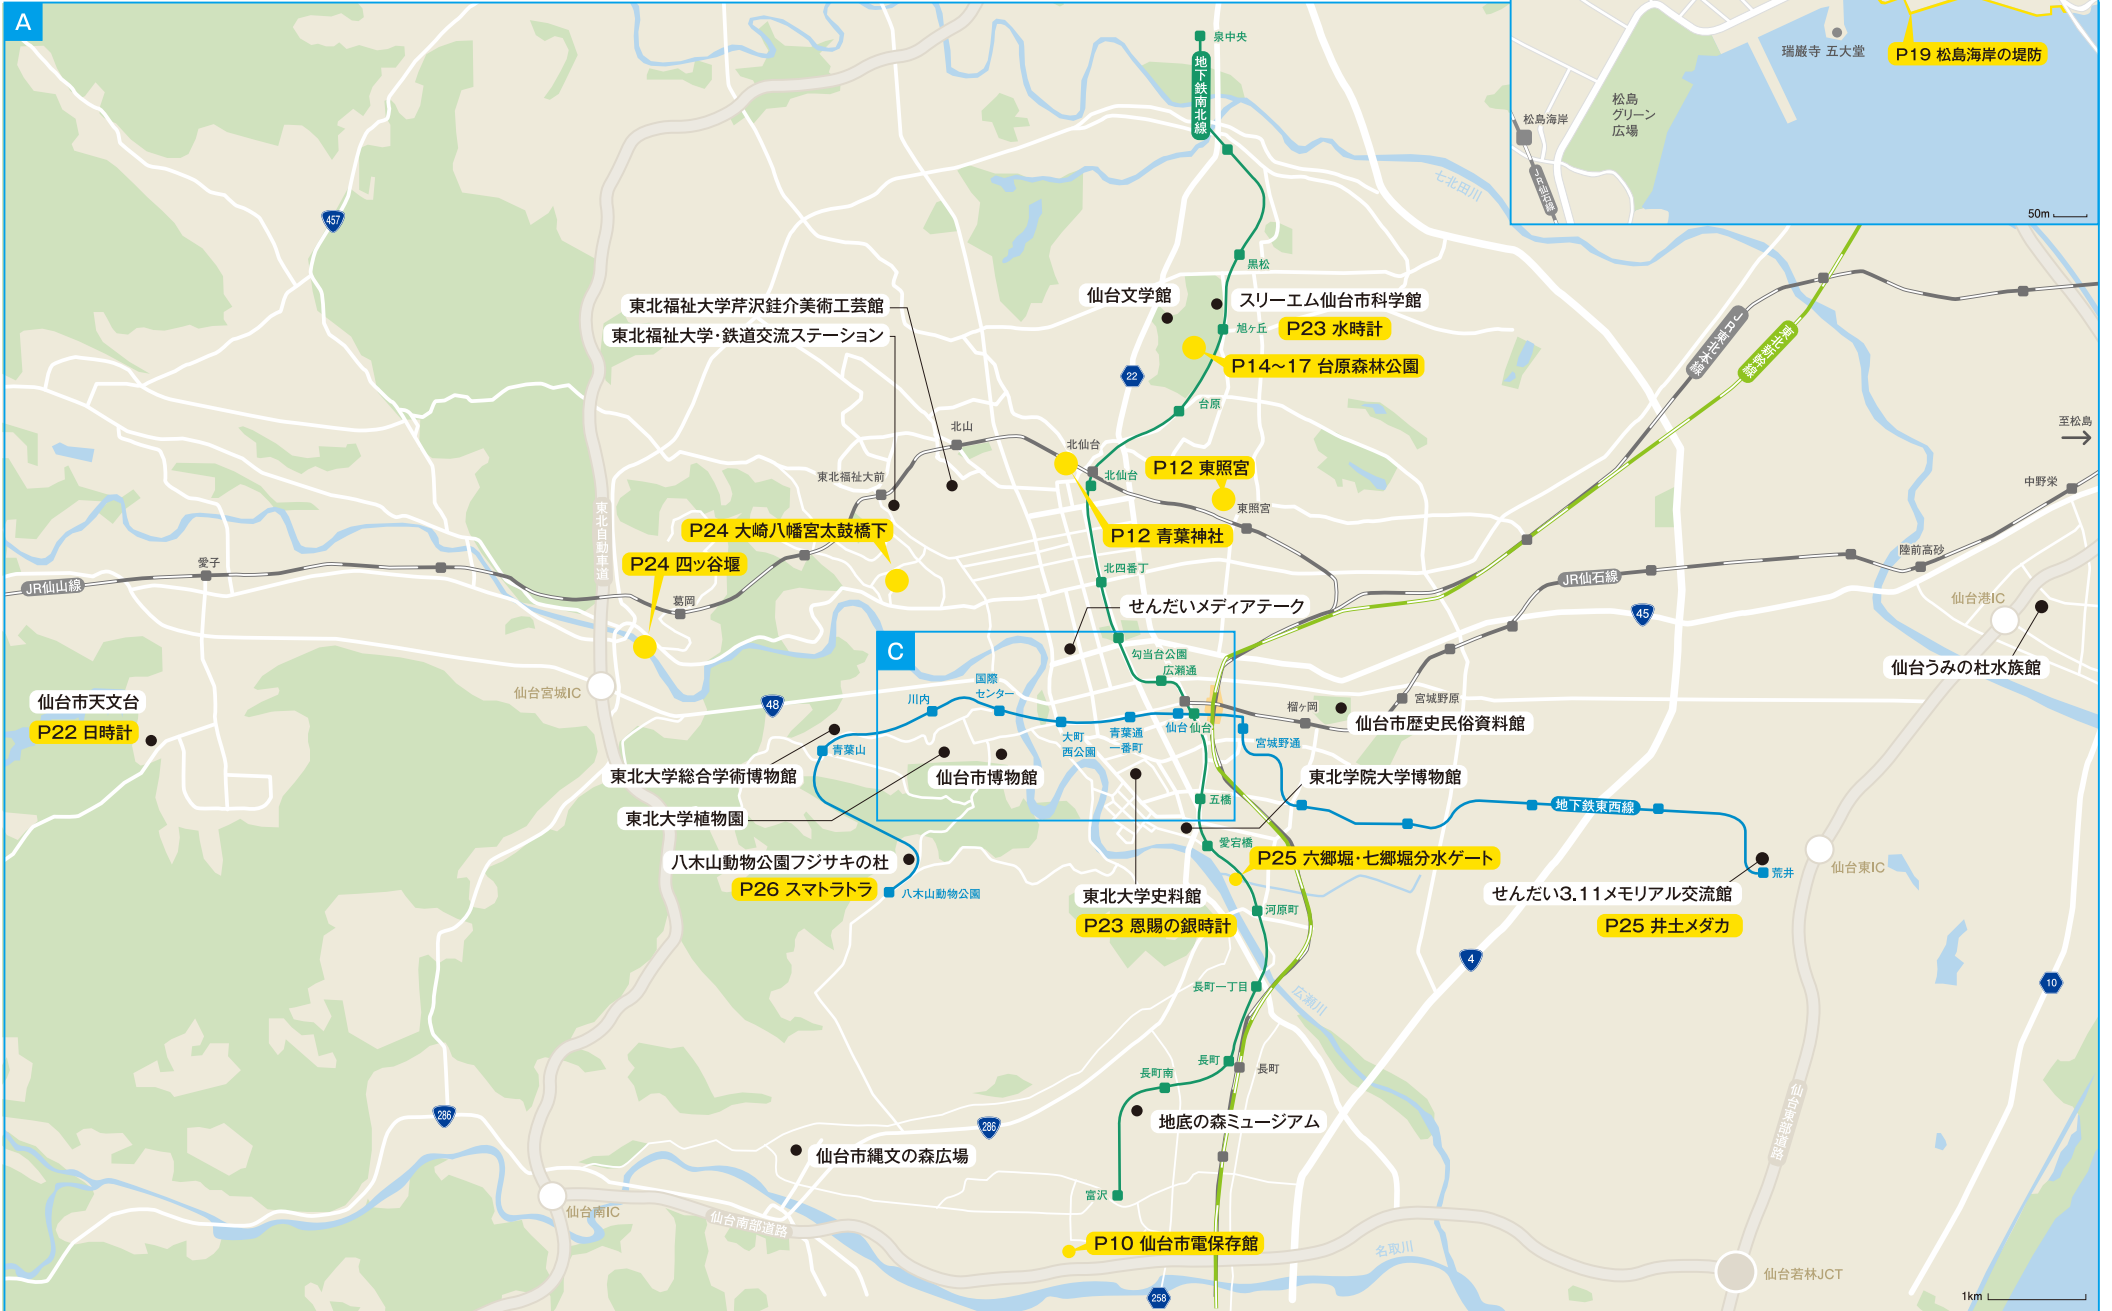 A
泉中央
地下鉄南北線
瑞巌寺 五大堂
P19 松島海岸の堤防
松島
グリーン
広場
松島海岸
JR仙石線
50m
七北田川
457
黒松
仙台文学館
スリーエム仙台市科学館
旭ヶ丘
P23 水時計
東北福祉大学芹沢銈介美術工芸館
東北福祉大学・鉄道交流ステーション
P14〜17 台原森林公園
22
台原
JR東北本線
東北新幹線
至松島
北山
北仙台
北仙台
東北福祉大前
P12 東照宮
東照宮
中野栄
東北自動車道
P24 大崎八幡宮太鼓橋下
P12 青葉神社
P24 四ッ谷堰
愛子
JR仙山線
葛岡
北四番丁
陸前高砂
JR仙石線
仙台港IC
45
せんだいメディアテーク
C
勾当台公園
広瀬通
仙台うみの杜水族館
仙台宮城IC
国際
センター
川内
48
仙台市天文台
P22 日時計
榴ヶ岡
宮城野原
仙台市歴史民俗資料館
大町
西公園
青葉通
一番町
仙台
仙台
宮城野通
青葉山
東北大学総合学術博物館
仙台市博物館
東北学院大学博物館
東北大学植物園
五橋
地下鉄東西線
愛宕橋
八木山動物公園フジサキの杜
P26 スマトラトラ
八木山動物公園
P25 六郷堀・七郷堀分水ゲート
仙台東IC
荒井
せんだい3.11メモリアル交流館
P25 井土メダカ
東北大学史料館
P23 恩賜の銀時計
河原町
4
10
長町一丁目
広瀬川
長町
長町
長町南
286
286
地底の森ミュージアム
仙台東部道路
仙台市縄文の森広場
富沢
仙台南IC
仙台南部道路
P10 仙台市電保存館
名取川
仙台若林JCT
258
1km